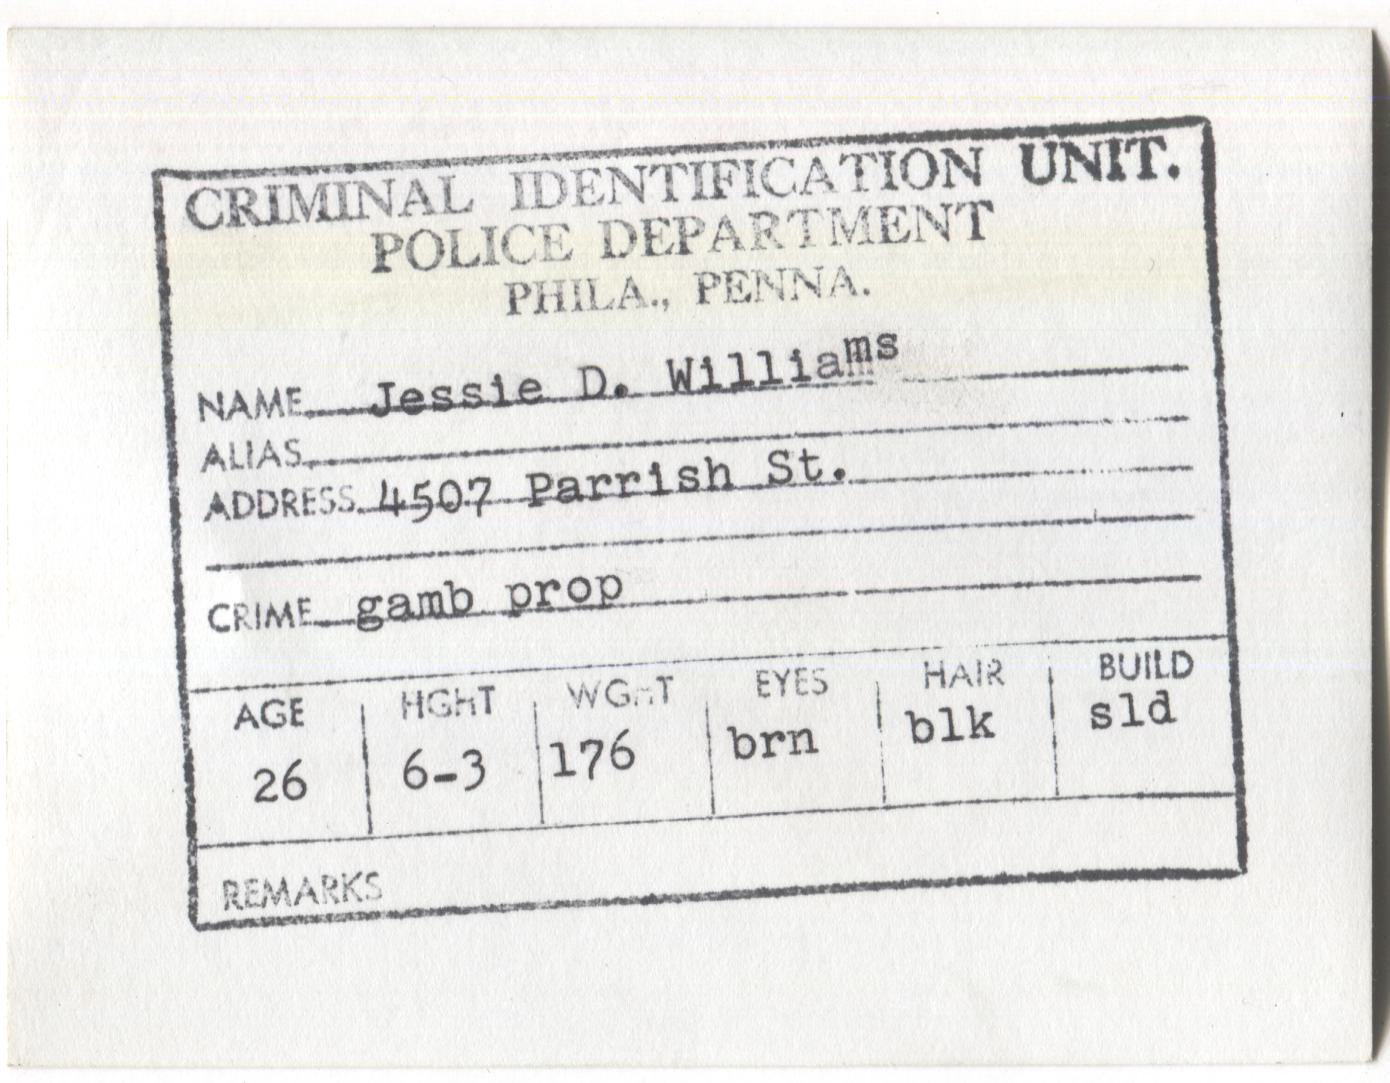 CRIMINAL IDENTIFICATION UNIT.
POLICE DEPARTMENT
PHILA., PENNA.
NAME Jessie D. Williams
ALIAS
ADDRESS 4507 Parrish St.
CRIME gamb prop
AGE HGHT WGHT EYES HAIR BUILD
26 6-3 176 brn blk sld
REMARKS